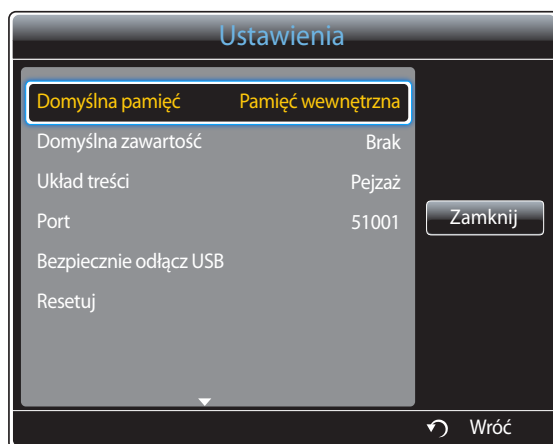 Ustawienia
Domyślna pamięć Pamięć wewnętrzna
Domyślna zawartość Brak
Układ treści Pejzaż
Port 51001
Bezpiecznie odłącz USB
Resetuj
Zamknij
Wróć